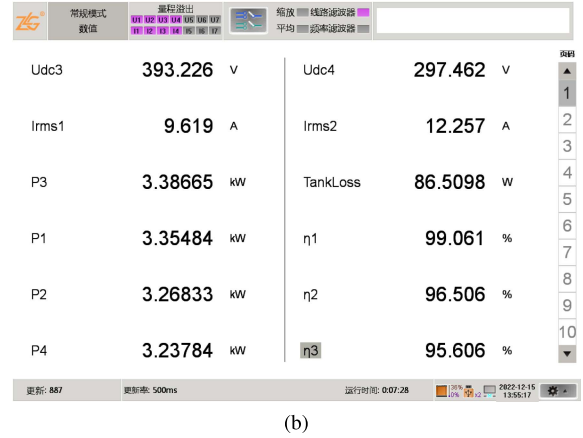 ZLG 常规模式 数值 量程溢出 缩放 线路滤波器
U1 U2 U3 U4 U5 U6 U7
I1 I2 I3 I4 I5 I6 I7 平均 频率滤波器
页码
Udc3 393.226 V Udc4 297.462 V
1
Irms1 9.619 A Irms2 12.257 A
2
3
P3 3.38665 kW TankLoss 86.5098 W
4
5
P1 3.35484 kW η1 99.061 %
6
7
P2 3.26833 kW η2 96.506 %
8
9
P4 3.23784 kW η3 95.606 %
10
更新: 887 更新率: 500ms 运行时间: 0:07:28 36% 2022-12-15
0% x2 13:55:17
(b)